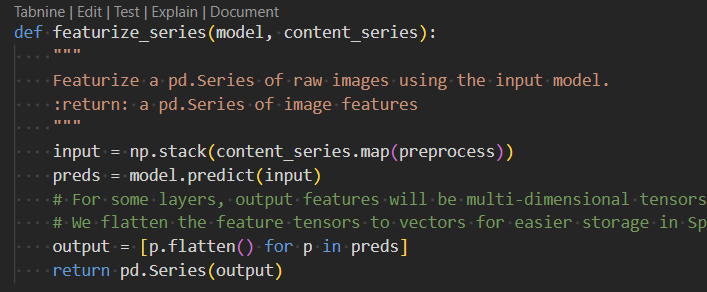 Tabnine | Edit | Test | Explain | Document
def featurize_series(model, content_series):
    """
    Featurize a pd.Series of raw images using the input model.
    :return: a pd.Series of image features
    """
    input = np.stack(content_series.map(preprocess))
    preds = model.predict(input)
    # For some layers, output features will be multi-dimensional tensors
    # We flatten the feature tensors to vectors for easier storage in Sp
    output = [p.flatten() for p in preds]
    return pd.Series(output)